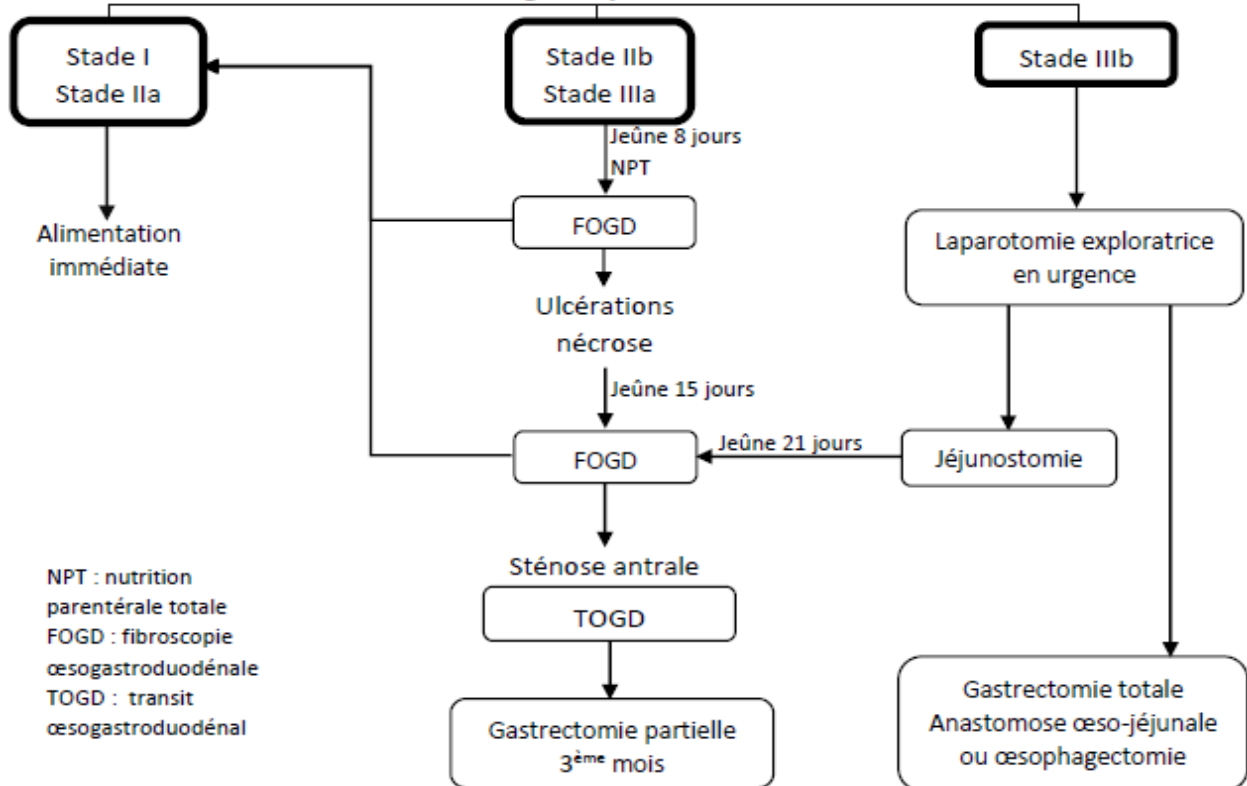 Stade I
Stade IIa
Stade IIb
Stade IIIa
Stade IIIb
Jeûne 8 jours
NPT
FOGD
Alimentation
immédiate
Laparotomie exploratrice
en urgence
Ulcérations
nécrose
Jeûne 15 jours
FOGD
Jeûne 21 jours
Jéjunostomie
Sténose antrale
TOGD
Gastrectomie partielle
3ème mois
Gastrectomie totale
Anastomose œso-jéjunale
ou œsophagectomie
NPT : nutrition
parentérale totale
FOGD : fibroscopie
œsogastroduodénale
TOGD : transit
œsogastroduodénal